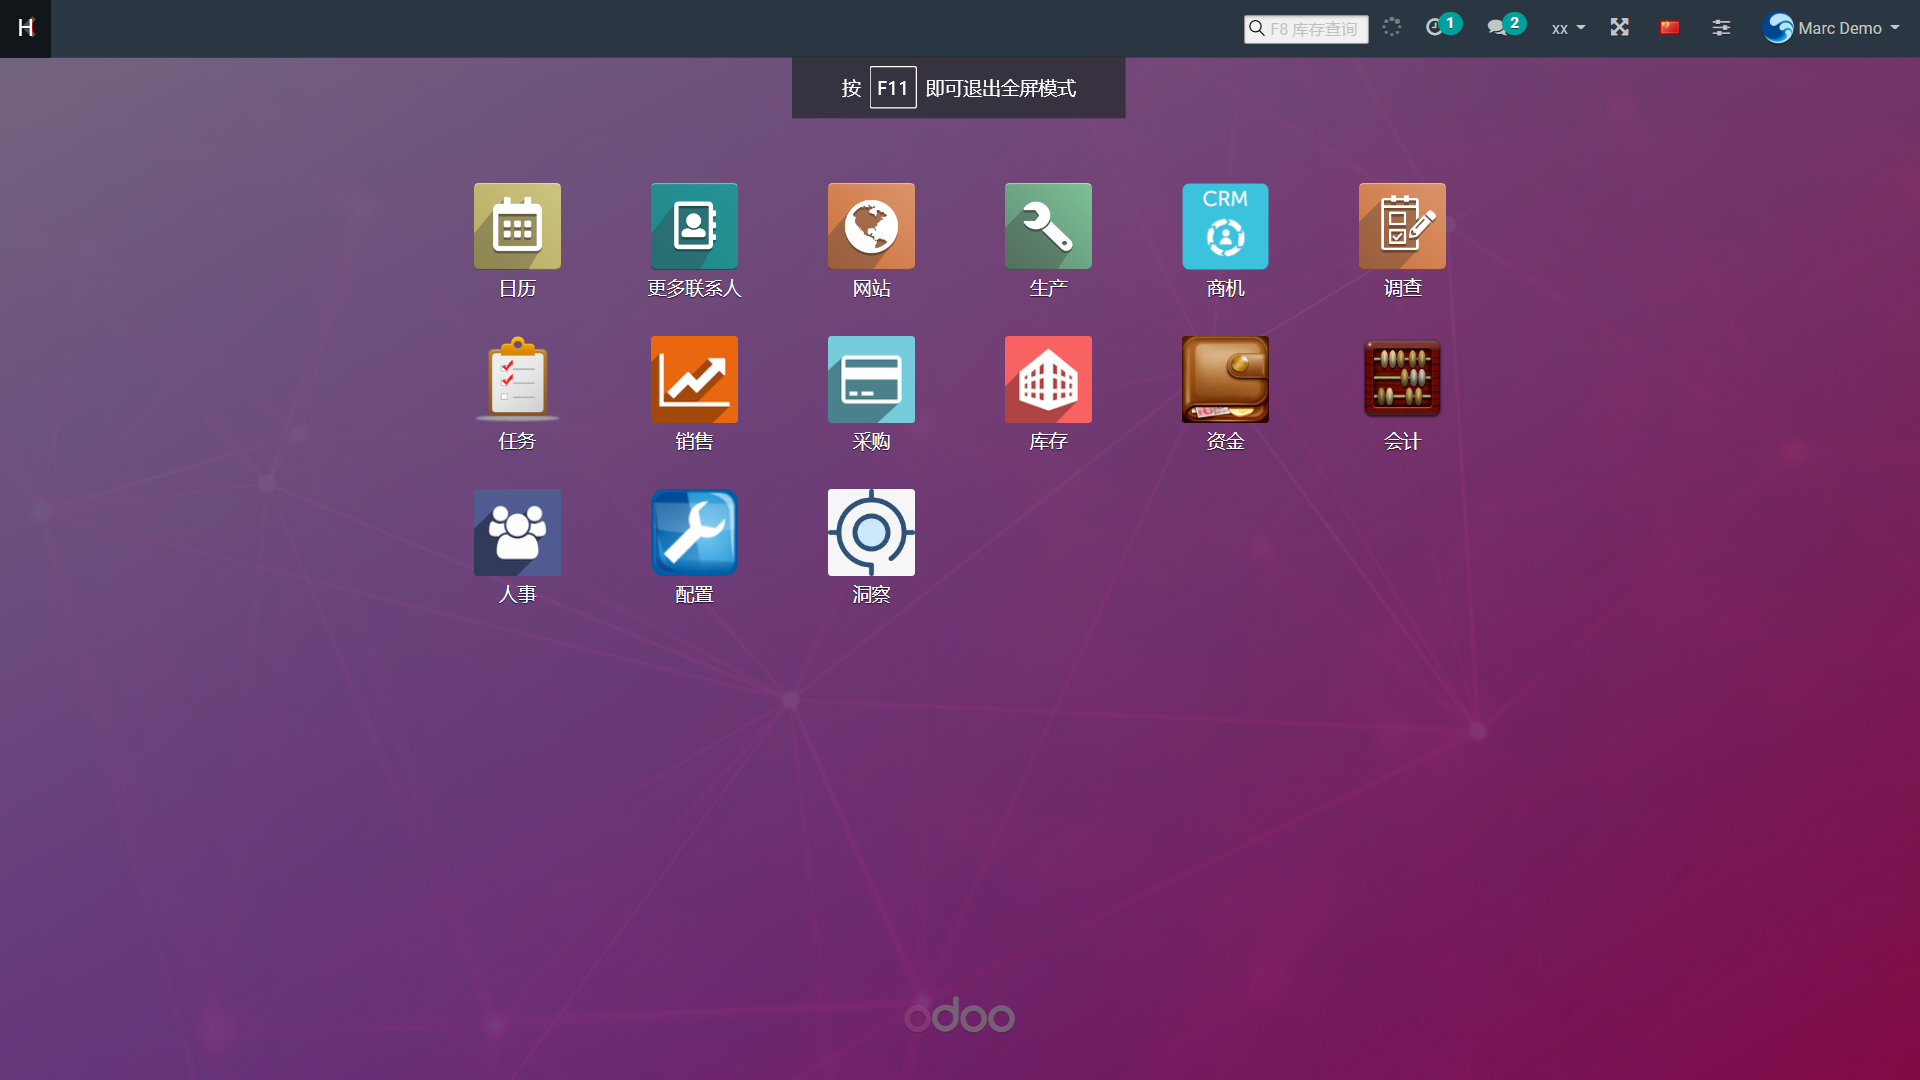 H
F8 库存查询
1
2
xx
Marc Demo
按 F11 即可退出全屏模式
CRM
日历
更多联系人
网站
生产
商机
调查
任务
销售
采购
库存
资金
会计
人事
配置
洞察
odoo